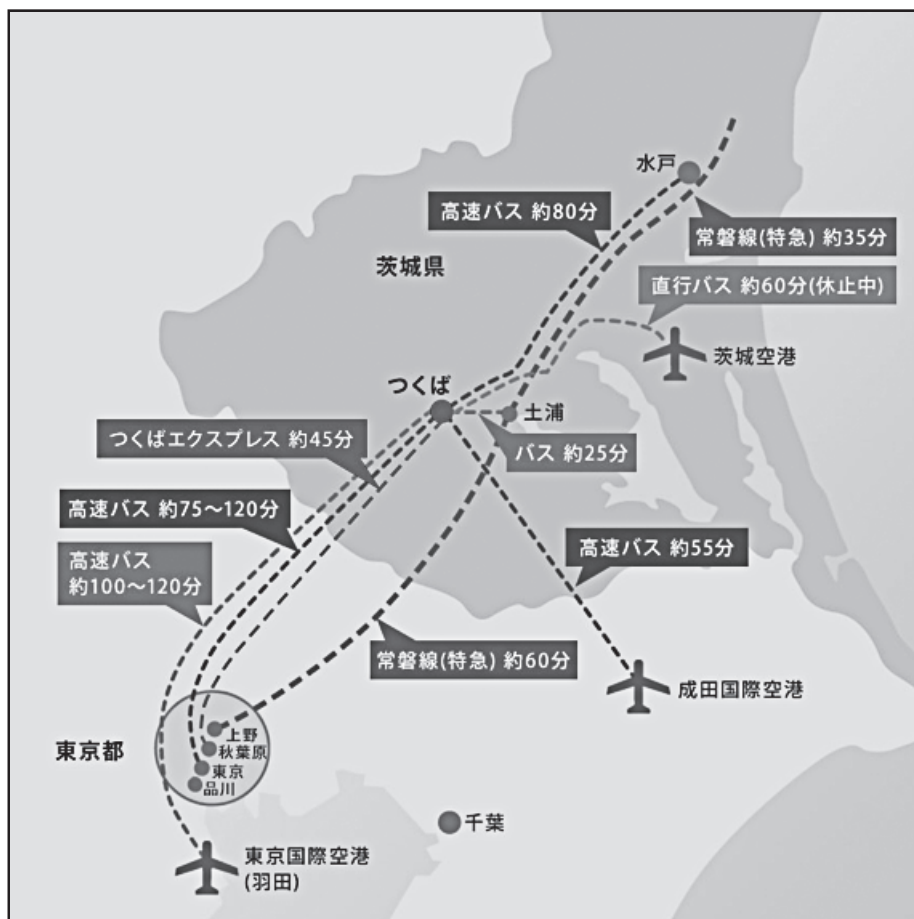 水戸
高速バス 約80分
常磐線(特急) 約35分
茨城県
直行バス 約60分(休止中)
茨城空港
つくば
土浦
つくばエクスプレス 約45分
バス 約25分
高速バス 約75～120分
高速バス 約55分
高速バス
約100～120分
常磐線(特急) 約60分
成田国際空港
上野
東京都
秋葉原
東京
品川
千葉
東京国際空港
(羽田)